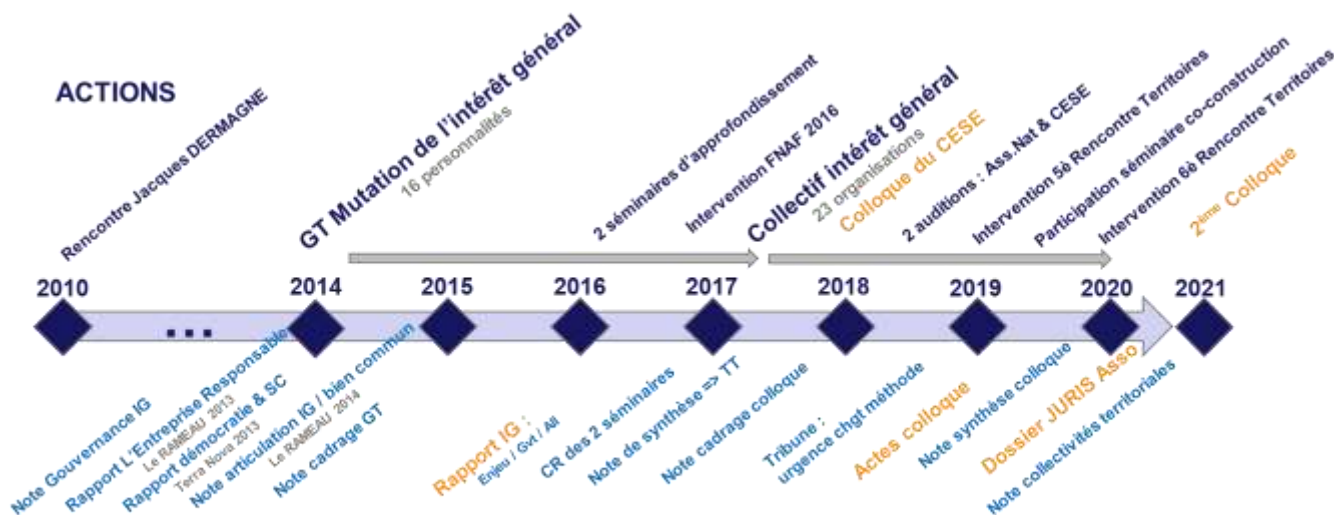 ACTIONS
Rencontre Jacques DERMAGNE
GT Mutation de l'intérêt général
16 personnalités
2 séminaires d'approfondissement
Intervention FNAF 2016
Collectif intérêt général
23 organisations
Colloque du CESE
2 auditions : Ass.Nat & CESE
Intervention 5è Rencontre Territoires
Participation séminaire co-construction
Intervention 6è Rencontre Territoires
2ème Colloque
2010
2014
2015
2016
2017
2018
2019
2020
2021
...
Note Gouvernance IG
Rapport L'Entreprise Responsable
Le RAMEAU 2013
Rapport démocratie & SC
Terra Nova 2013
Note articulation IG / bien commun
Le RAMEAU 2014
Note cadrage GT
Rapport IG :
Enjeu / Gvt / All
CR des 2 séminaires
Note de synthèse => TT
Note cadrage colloque
Tribune :
urgence chgt méthode
Actes colloque
Note synthèse colloque
Dossier JURIS Asso
Note collectivités territoriales